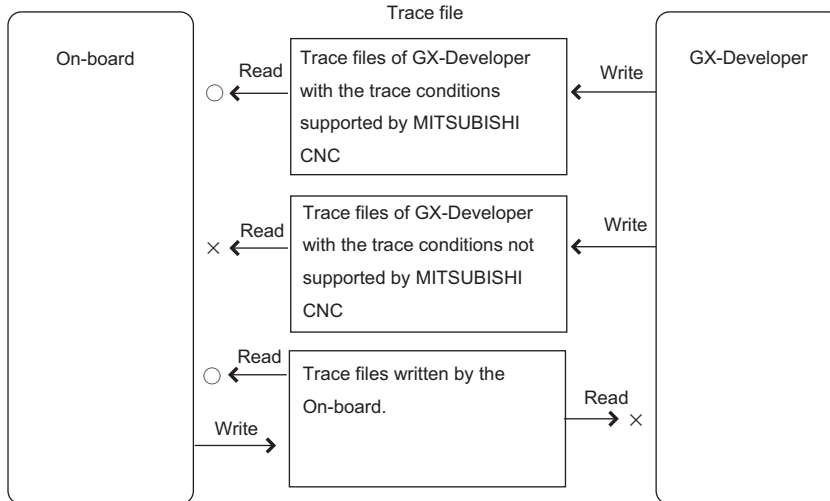 Trace file
On-board
GX-Developer
Trace files of GX-Developer
with the trace conditions
supported by MITSUBISHI
CNC
Read
Write
Trace files of GX-Developer
with the trace conditions not
supported by MITSUBISHI
CNC
Read
Write
Trace files written by the
On-board.
Read
Write
Read